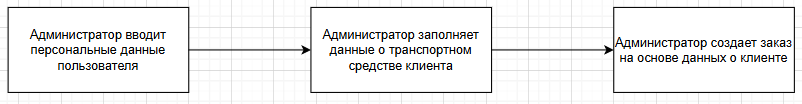 Администратор вводит
персональные данные
пользователя
Администратор заполняет
данные о транспортном
средстве клиента
Администратор создает заказ
на основе данных о клиенте